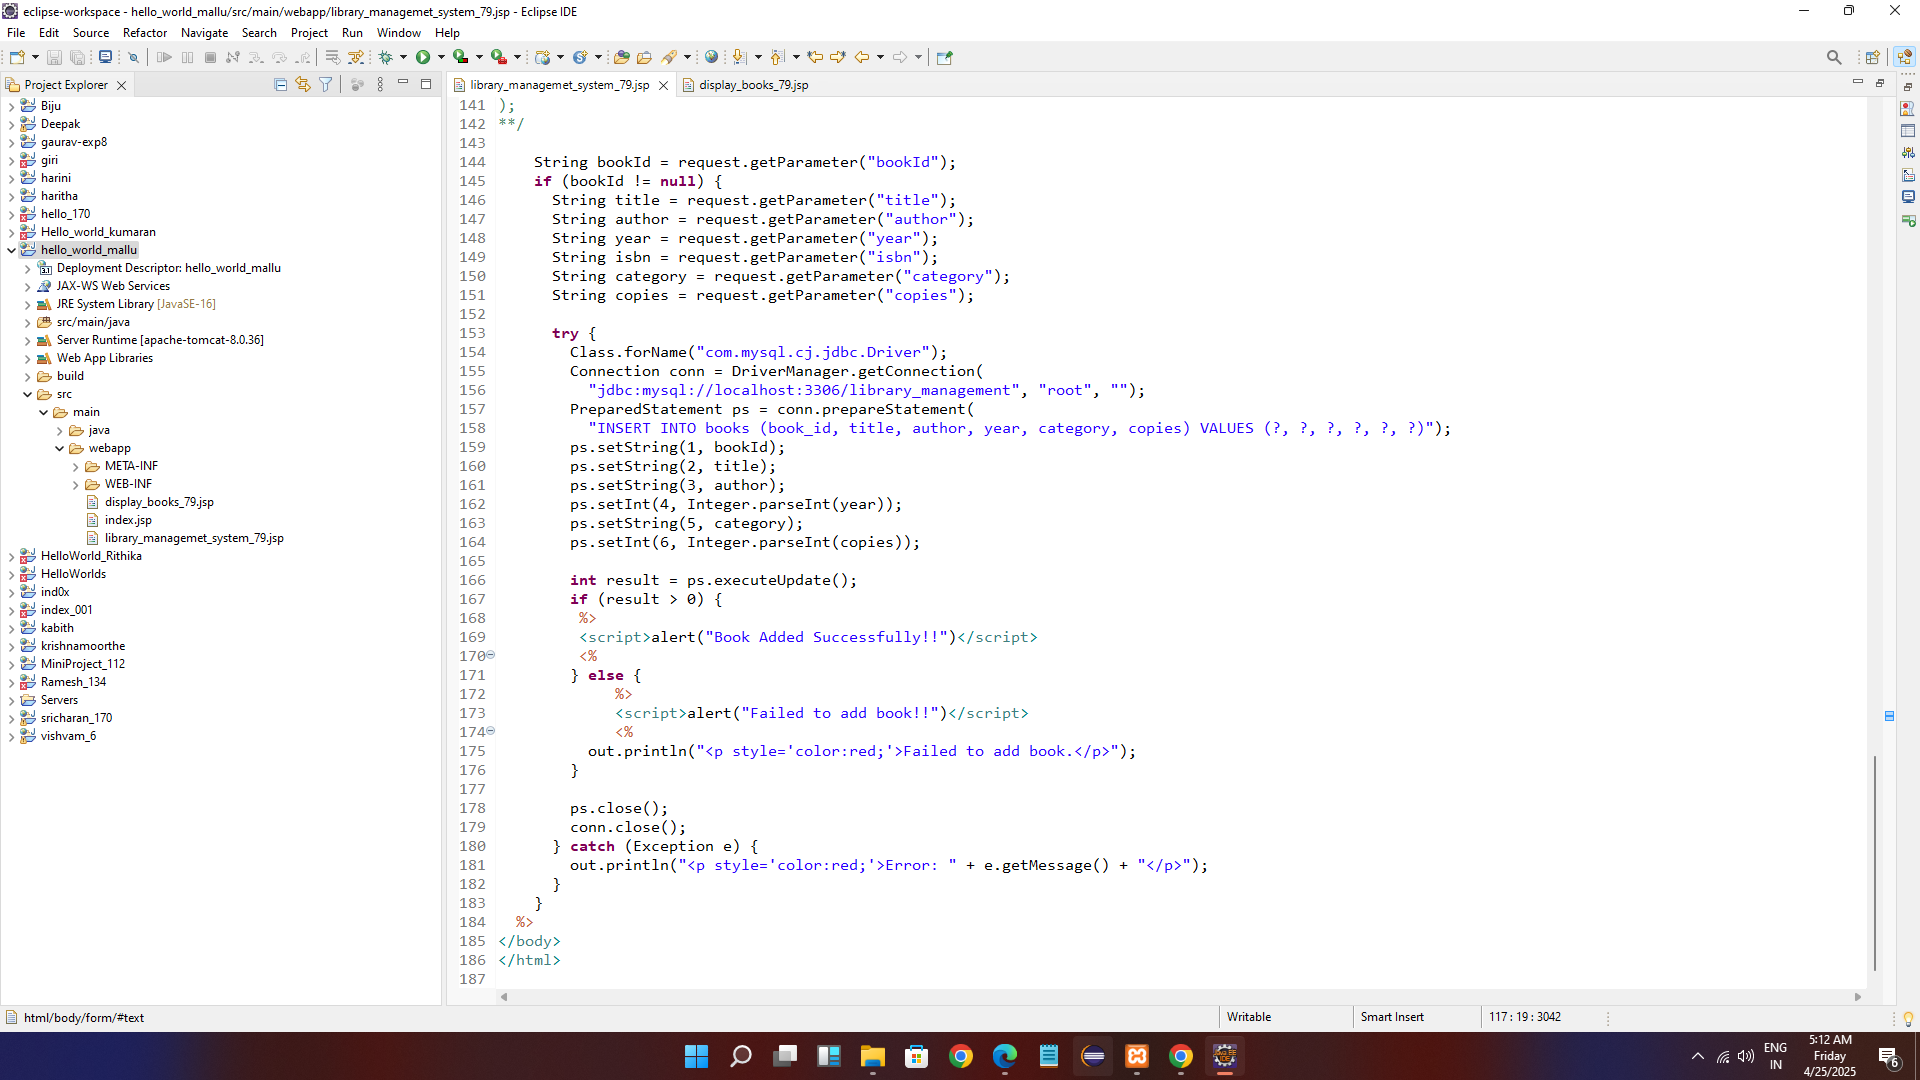 eclipse-workspace - hello_world_mallu/src/main/webapp/library_managemet_system_79.jsp - Eclipse IDE
File Edit Source Refactor Navigate Search Project Run Window Help
Project Explorer
library_managemet_system_79.jsp
display_books_79.jsp
Biju
Deepak
gaurav-exp8
giri
harini
haritha
hello_170
Hello_world_kumaran
hello_world_mallu
Deployment Descriptor: hello_world_mallu
JAX-WS Web Services
JRE System Library [JavaSE-16]
src/main/java
Server Runtime [apache-tomcat-8.0.36]
Web App Libraries
build
src
main
java
webapp
META-INF
WEB-INF
display_books_79.jsp
index.jsp
library_managemet_system_79.jsp
HelloWorld_Rithika
HelloWorlds
ind0x
index_001
kabith
krishnamoorthe
MiniProject_112
Ramesh_134
Servers
sricharan_170
vishvam_6
141 );
142 **/
143
144 String bookId = request.getParameter("bookId");
145 if (bookId != null) {
146 String title = request.getParameter("title");
147 String author = request.getParameter("author");
148 String year = request.getParameter("year");
149 String isbn = request.getParameter("isbn");
150 String category = request.getParameter("category");
151 String copies = request.getParameter("copies");
152
153 try {
154 Class.forName("com.mysql.cj.jdbc.Driver");
155 Connection conn = DriverManager.getConnection(
156 "jdbc:mysql://localhost:3306/library_management", "root", "");
157 PreparedStatement ps = conn.prepareStatement(
158 "INSERT INTO books (book_id, title, author, year, category, copies) VALUES (?, ?, ?, ?, ?, ?)");
159 ps.setString(1, bookId);
160 ps.setString(2, title);
161 ps.setString(3, author);
162 ps.setInt(4, Integer.parseInt(year));
163 ps.setString(5, category);
164 ps.setInt(6, Integer.parseInt(copies));
165
166 int result = ps.executeUpdate();
167 if (result > 0) {
168 %>
169 <script>alert("Book Added Successfully!!")</script>
170 <%
171 } else {
172 %>
173 <script>alert("Failed to add book!!")</script>
174 <%
175 out.println("<p style='color:red;'>Failed to add book.</p>");
176 }
177
178 ps.close();
179 conn.close();
180 } catch (Exception e) {
181 out.println("<p style='color:red;'>Error: " + e.getMessage() + "</p>");
182 }
183 }
184 %>
185 </body>
186 </html>
187
html/body/form/#text
Writable
Smart Insert
117 : 19 : 3042
ENG
IN
5:12 AM
Friday
4/25/2025
6